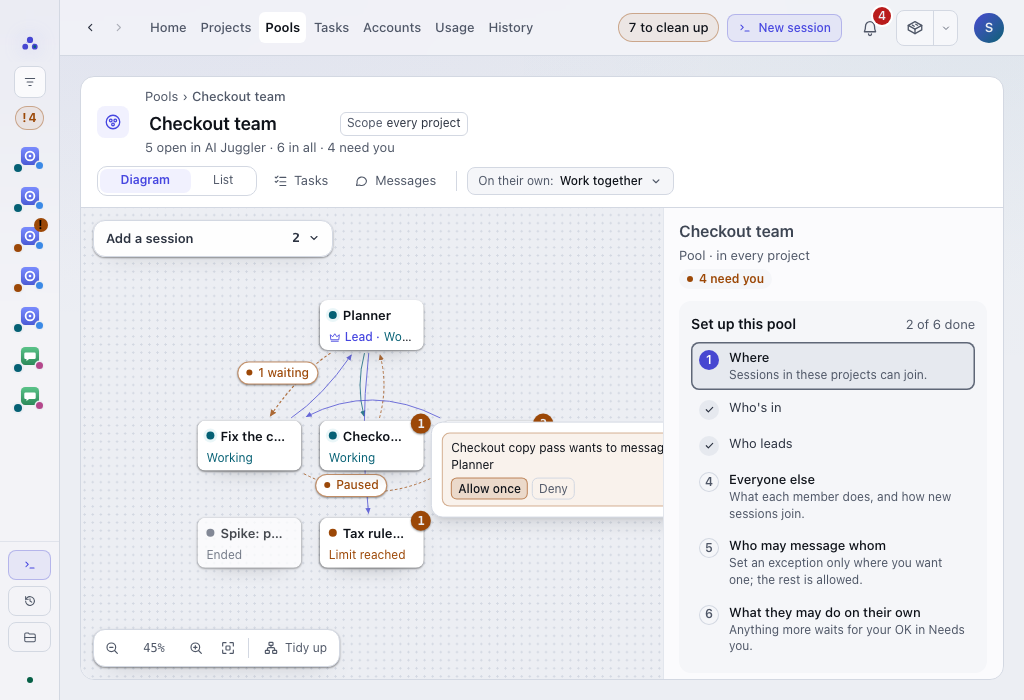 Home Projects Pools Tasks Accounts Usage History
7 to clean up
>_ New session
4
S
! 4
!
Pools › Checkout team
Checkout team
Scope every project
5 open in AI Juggler · 6 in all · 4 need you
Diagram List Tasks Messages
On their own: Work together
Add a session 2
Planner
Lead · Wo...
1 waiting
Fix the c...
Working
1
Checko...
Working
Checkout copy pass wants to messag
Planner
Allow once Deny
Paused
Spike: p...
Ended
1
Tax rule...
Limit reached
45%
Tidy up
Checkout team
Pool · in every project
4 need you
Set up this pool 2 of 6 done
1 Where
Sessions in these projects can join.
Who's in
Who leads
4 Everyone else
What each member does, and how new
sessions join.
5 Who may message whom
Set an exception only where you want
one; the rest is allowed.
6 What they may do on their own
Anything more waits for your OK in Needs
you.